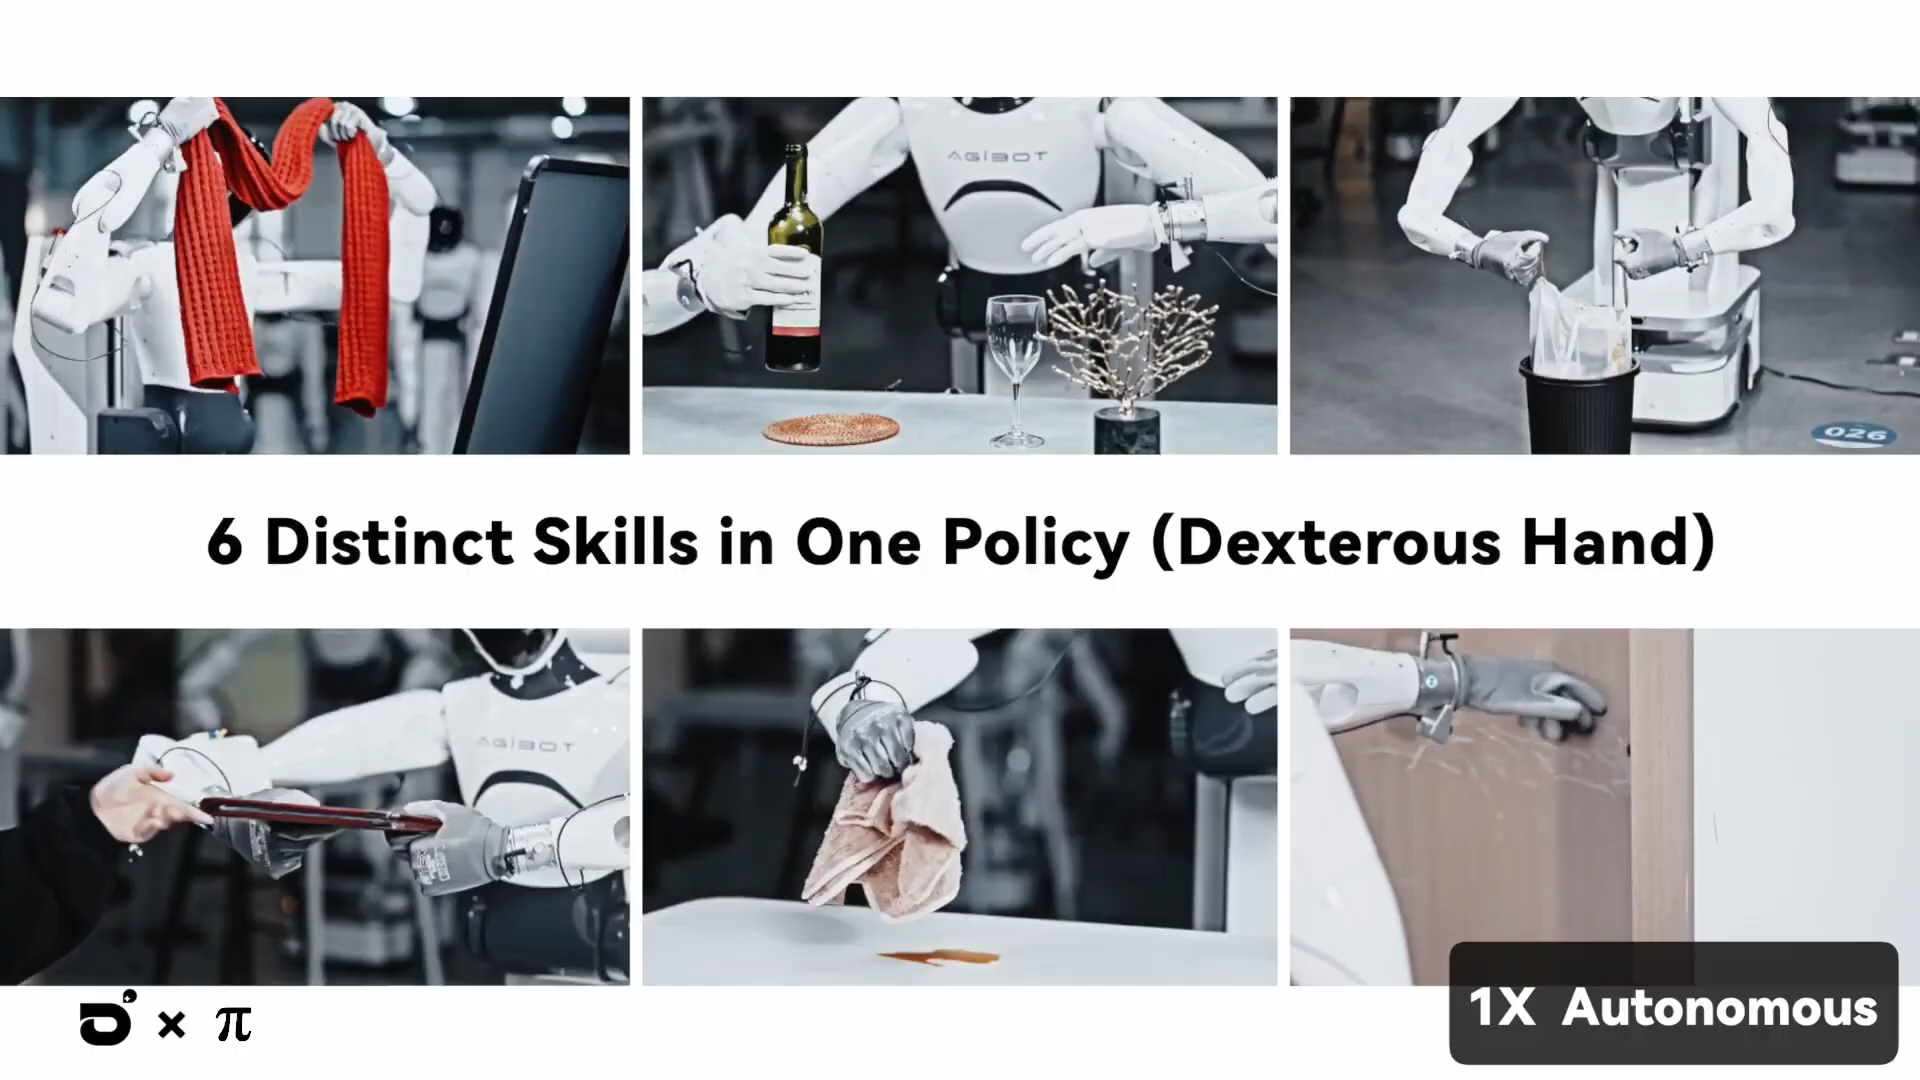 AGIBOT
026
6 Distinct Skills in One Policy (Dexterous Hand)
AGIBOT
× π
1X Autonomous